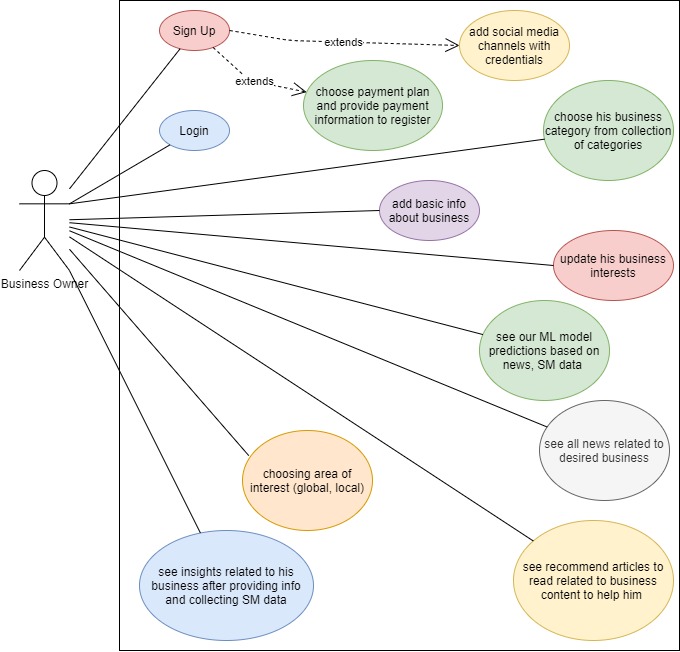 Sign Up
extends
add social media
channels with
credentials
extends
choose payment plan
and provide payment
information to register
choose his business
category from collection
of categories
Login
add basic info
about business
update his business
interests
Business Owner
see our ML model
predictions based on
news, SM data
see all news related to
desired business
choosing area of
interest (global, local)
see insights related to his
business after providing info
and collecting SM data
see recommend articles to
read related to business
content to help him